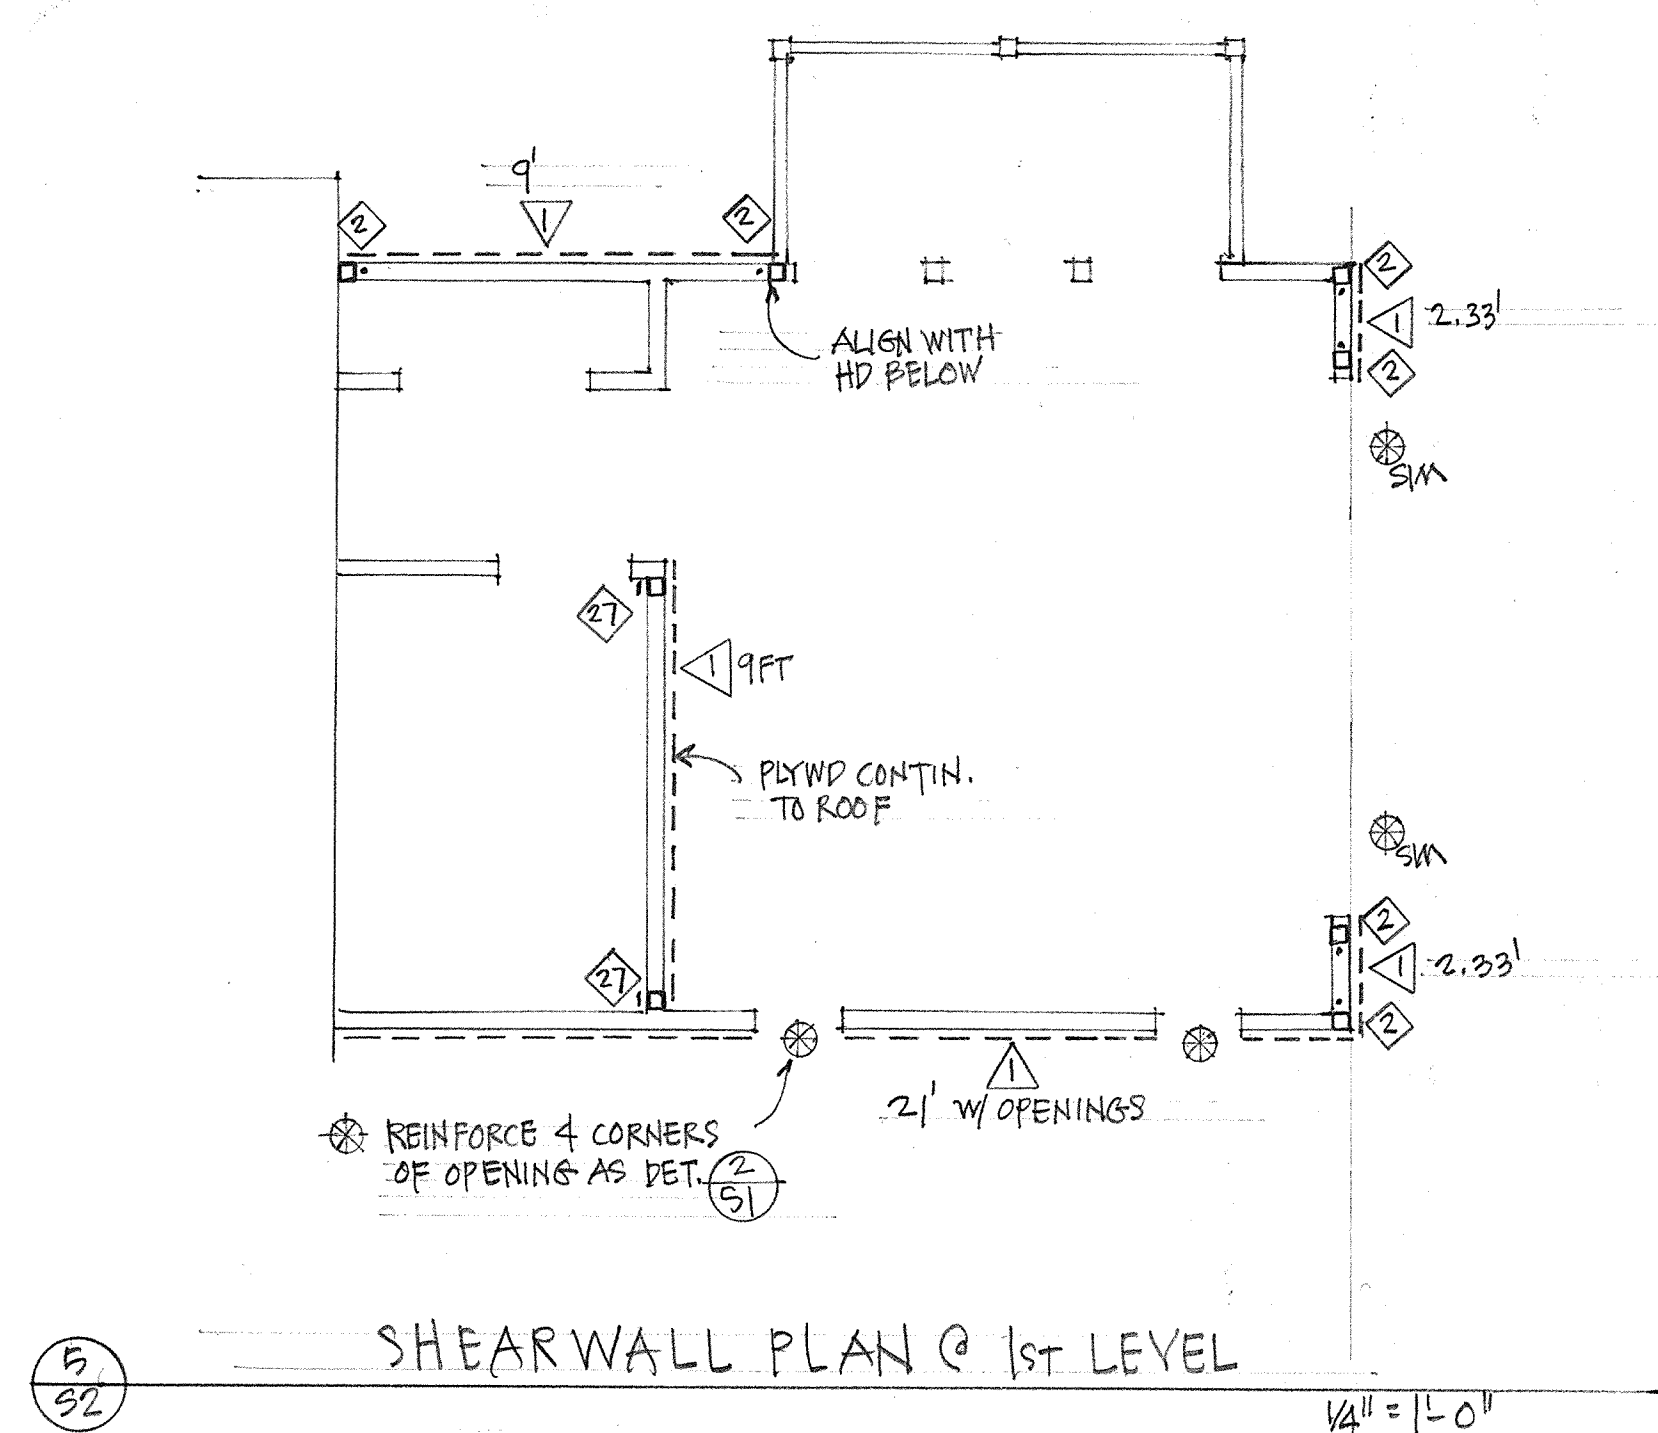 9'
1
2
2
2
1
2.33'
2
ALIGN WITH
HD BELOW
SIM
27
1
9FT
PLYWD CONTIN.
TO ROOF
SIM
2
27
1
2.33'
2
1
21' W/ OPENINGS
REINFORCE 4 CORNERS
OF OPENING AS DET.
2
S1
SHEARWALL PLAN @ 1ST LEVEL
5
S2
1/4" = 1'-0"